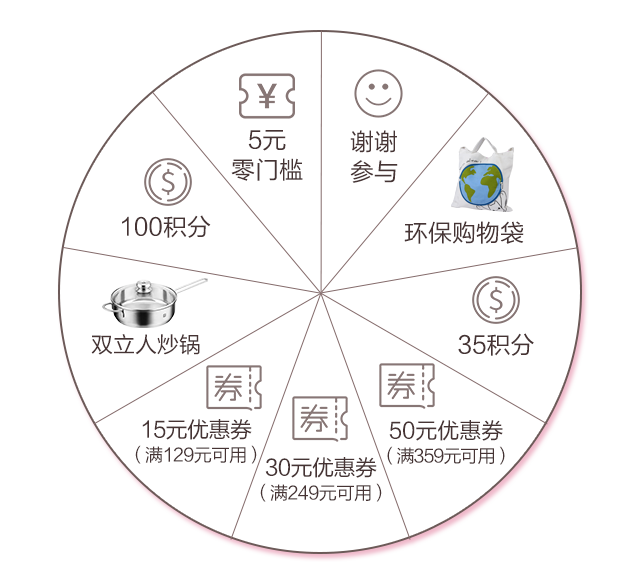 ¥
5元
零门槛
谢谢
参与
环保购物袋
$
35积分
券
50元优惠券
（满359元可用）
券
30元优惠券
（满249元可用）
券
15元优惠券
（满129元可用）
双立人炒锅
$
100积分